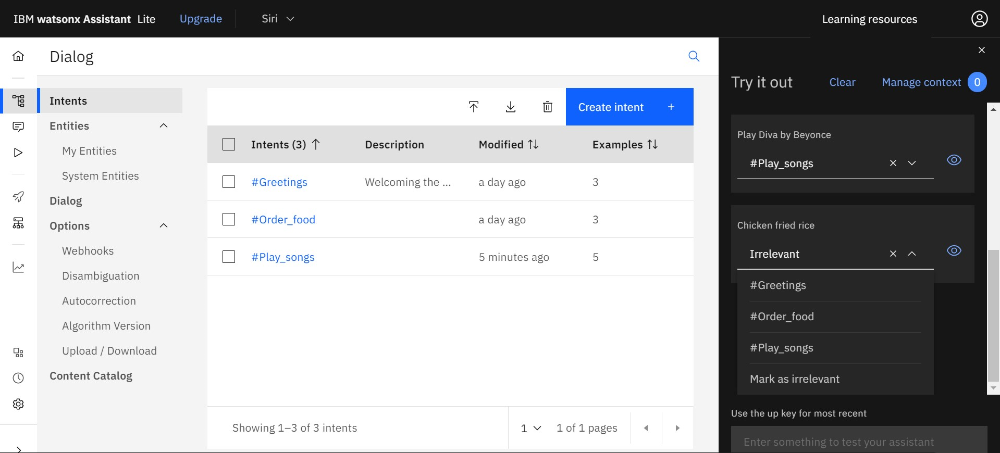 IBM watsonx Assistant Lite
Upgrade
Siri
Learning resources
Dialog
Intents
Entities
My Entities
System Entities
Dialog
Options
Webhooks
Disambiguation
Autocorrection
Algorithm Version
Upload / Download
Content Catalog
Create intent +
Intents (3) Description Modified Examples
#Greetings Welcoming the ... a day ago 3
#Order_food a day ago 3
#Play_songs 5 minutes ago 5
Showing 1–3 of 3 intents
1
1 of 1 pages
Try it out
Clear
Manage context 0
Play Diva by Beyonce
#Play_songs
Chicken fried rice
Irrelevant
#Greetings
#Order_food
#Play_songs
Mark as irrelevant
Use the up key for most recent
Enter something to test your assistant